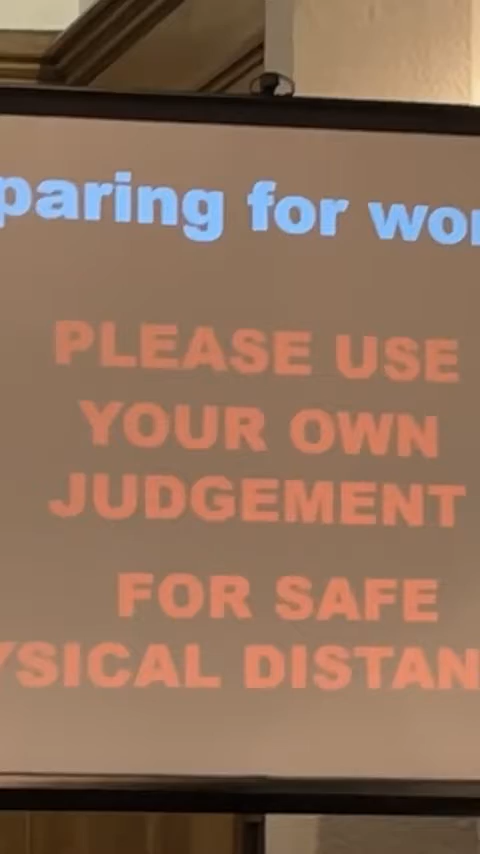 paring for wor
PLEASE USE
YOUR OWN
JUDGEMENT
FOR SAFE
YSICAL DISTAN